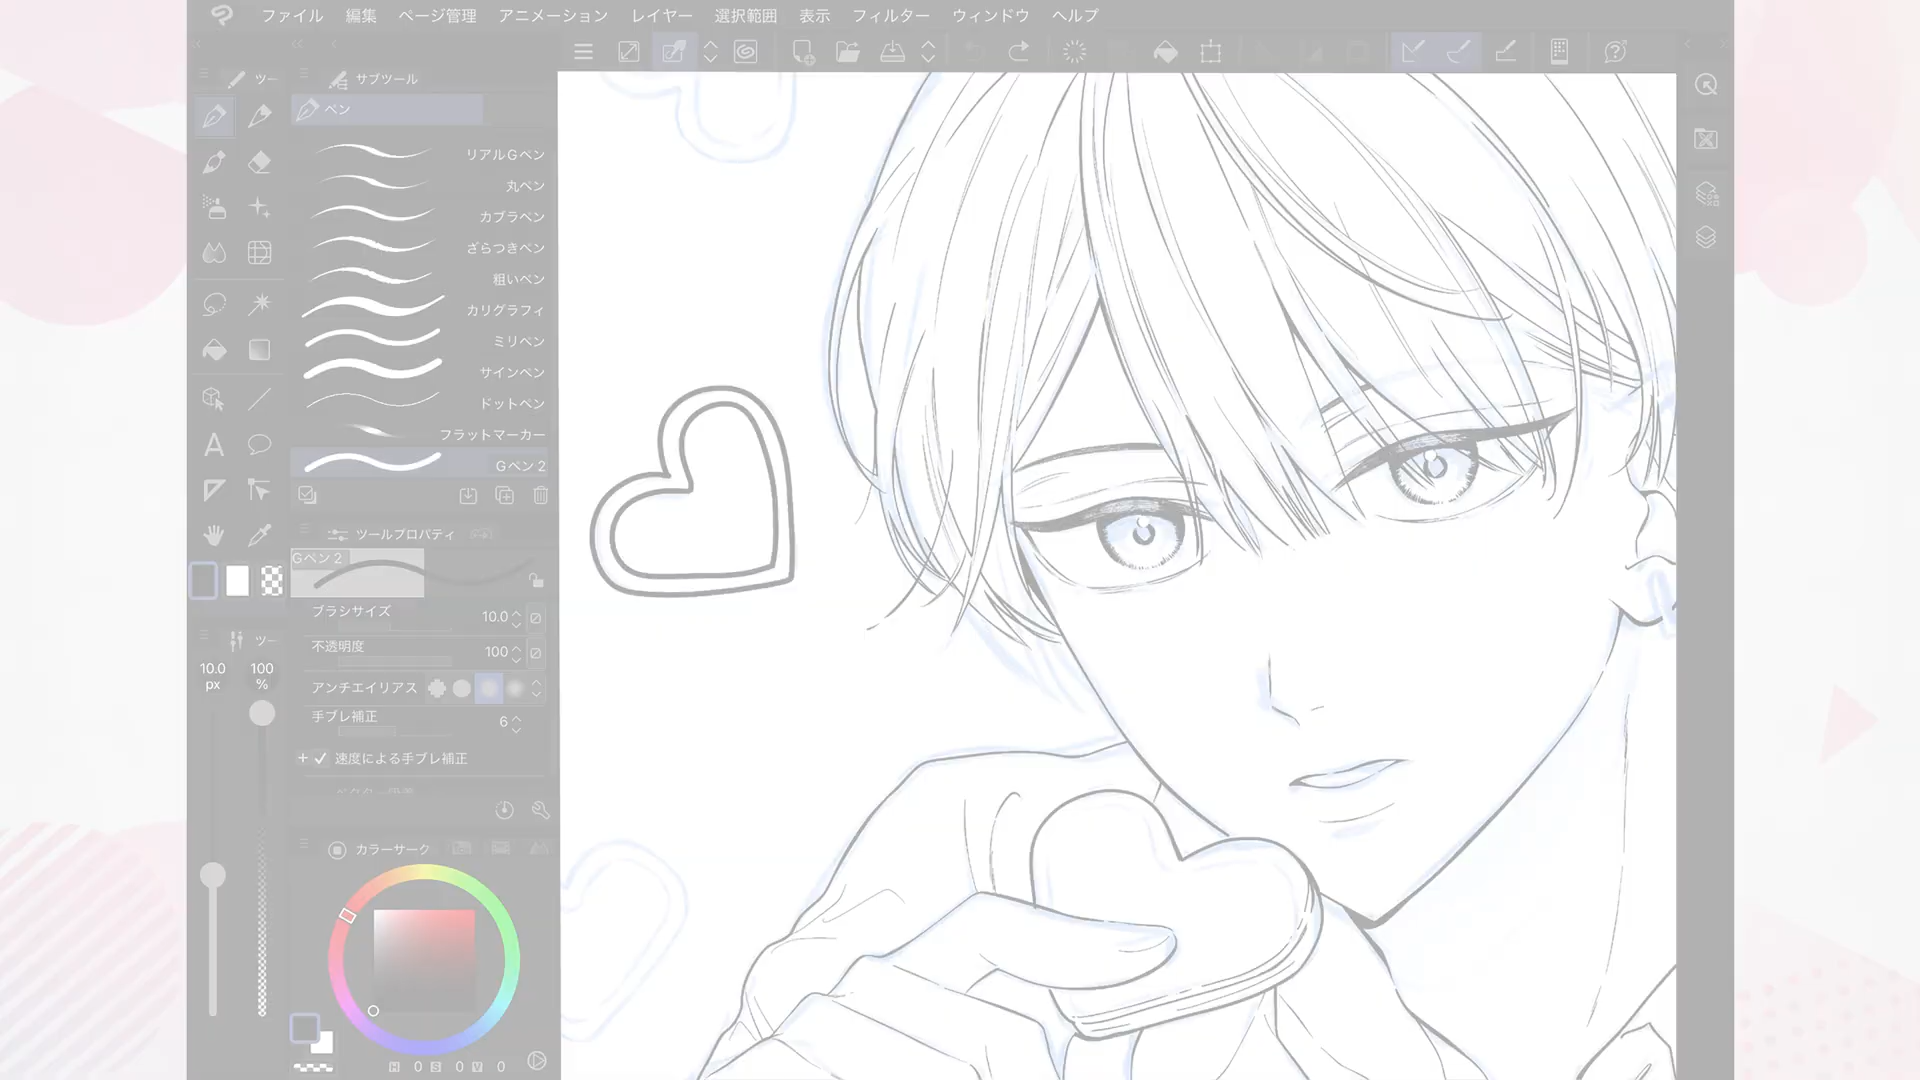 ファイル 編集 ページ管理 アニメーション レイヤー 選択範囲 表示 フィルター ウィンドウ ヘルプ
ツー
サブツール
ペン
リアルGペン
丸ペン
カブラペン
ざらつきペン
粗いペン
カリグラフィ
ミリペン
サインペン
ドットペン
フラットマーカー
Gペン 2
ツールプロパティ
Gペン 2
ブラシサイズ 10.0
不透明度 100
アンチエイリアス
手ブレ補正 6
速度による手ブレ補正
ツー
10.0 px
100 %
カラーサーク
H 0 S 0 V 0